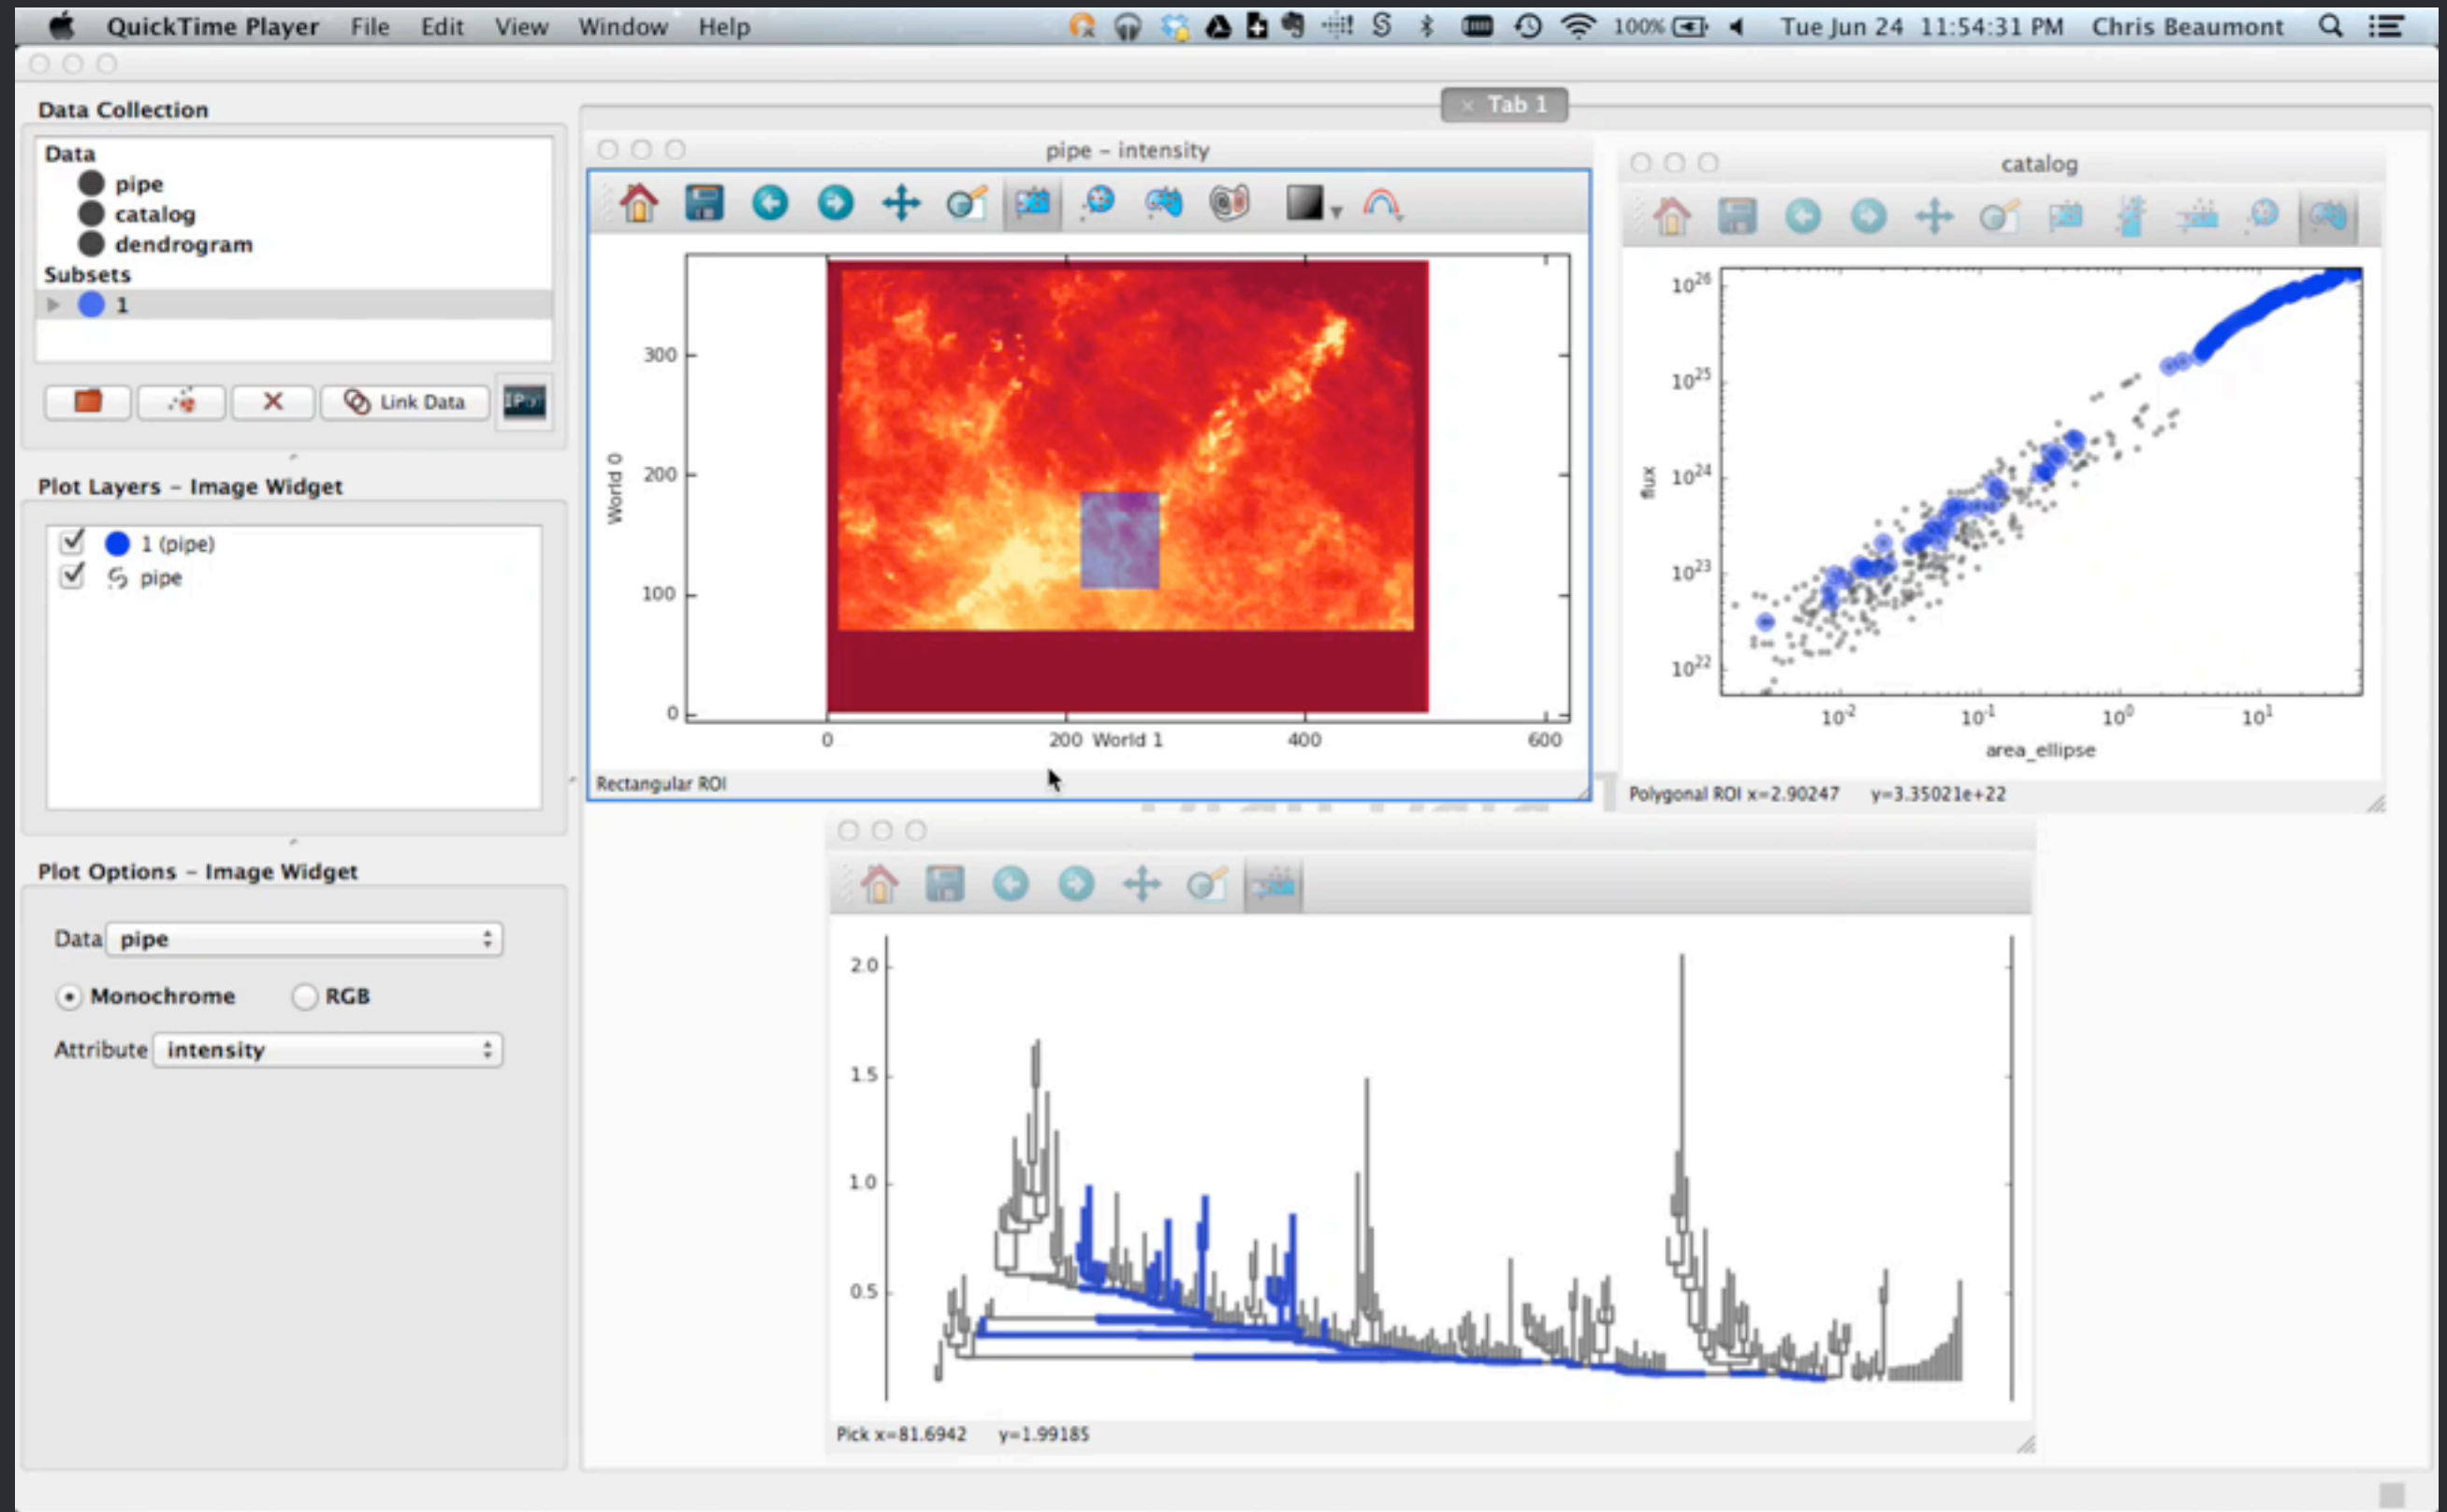 QuickTime Player File Edit View Window Help 100% Tue Jun 24 11:54:31 PM Chris Beaumont
Data Collection
Data
pipe
catalog
dendrogram
Subsets
1
Link Data
Plot Layers – Image Widget
1 (pipe)
pipe
Plot Options – Image Widget
Data pipe
Monochrome RGB
Attribute intensity
Tab 1
pipe – intensity
World 0
300
200
100
0
0 200 World 1 400 600
Rectangular ROI
catalog
flux
10^26
10^25
10^24
10^23
10^22
10^-2 10^-1 10^0 10^1
area_ellipse
Polygonal ROI x=2.90247 y=3.35021e+22
2.0
1.5
1.0
0.5
Pick x=81.6942 y=1.99185